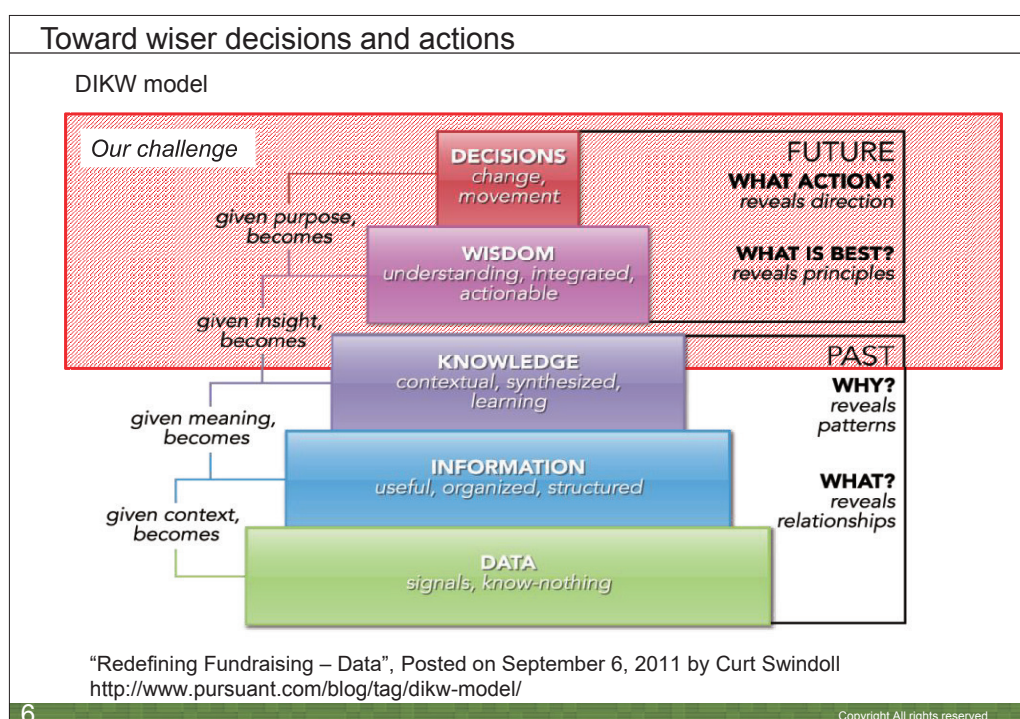 Toward wiser decisions and actions
DIKW model
Our challenge
DECISIONS
change,
movement
FUTURE
WHAT ACTION?
reveals direction
given purpose,
becomes
WISDOM
understanding, integrated,
actionable
WHAT IS BEST?
reveals principles
given insight,
becomes
KNOWLEDGE
contextual, synthesized,
learning
PAST
WHY?
reveals
patterns
given meaning,
becomes
INFORMATION
useful, organized, structured
WHAT?
reveals
relationships
given context,
becomes
DATA
signals, know-nothing
“Redefining Fundraising – Data”, Posted on September 6, 2011 by Curt Swindoll
http://www.pursuant.com/blog/tag/dikw-model/
6
Copyright All rights reserved